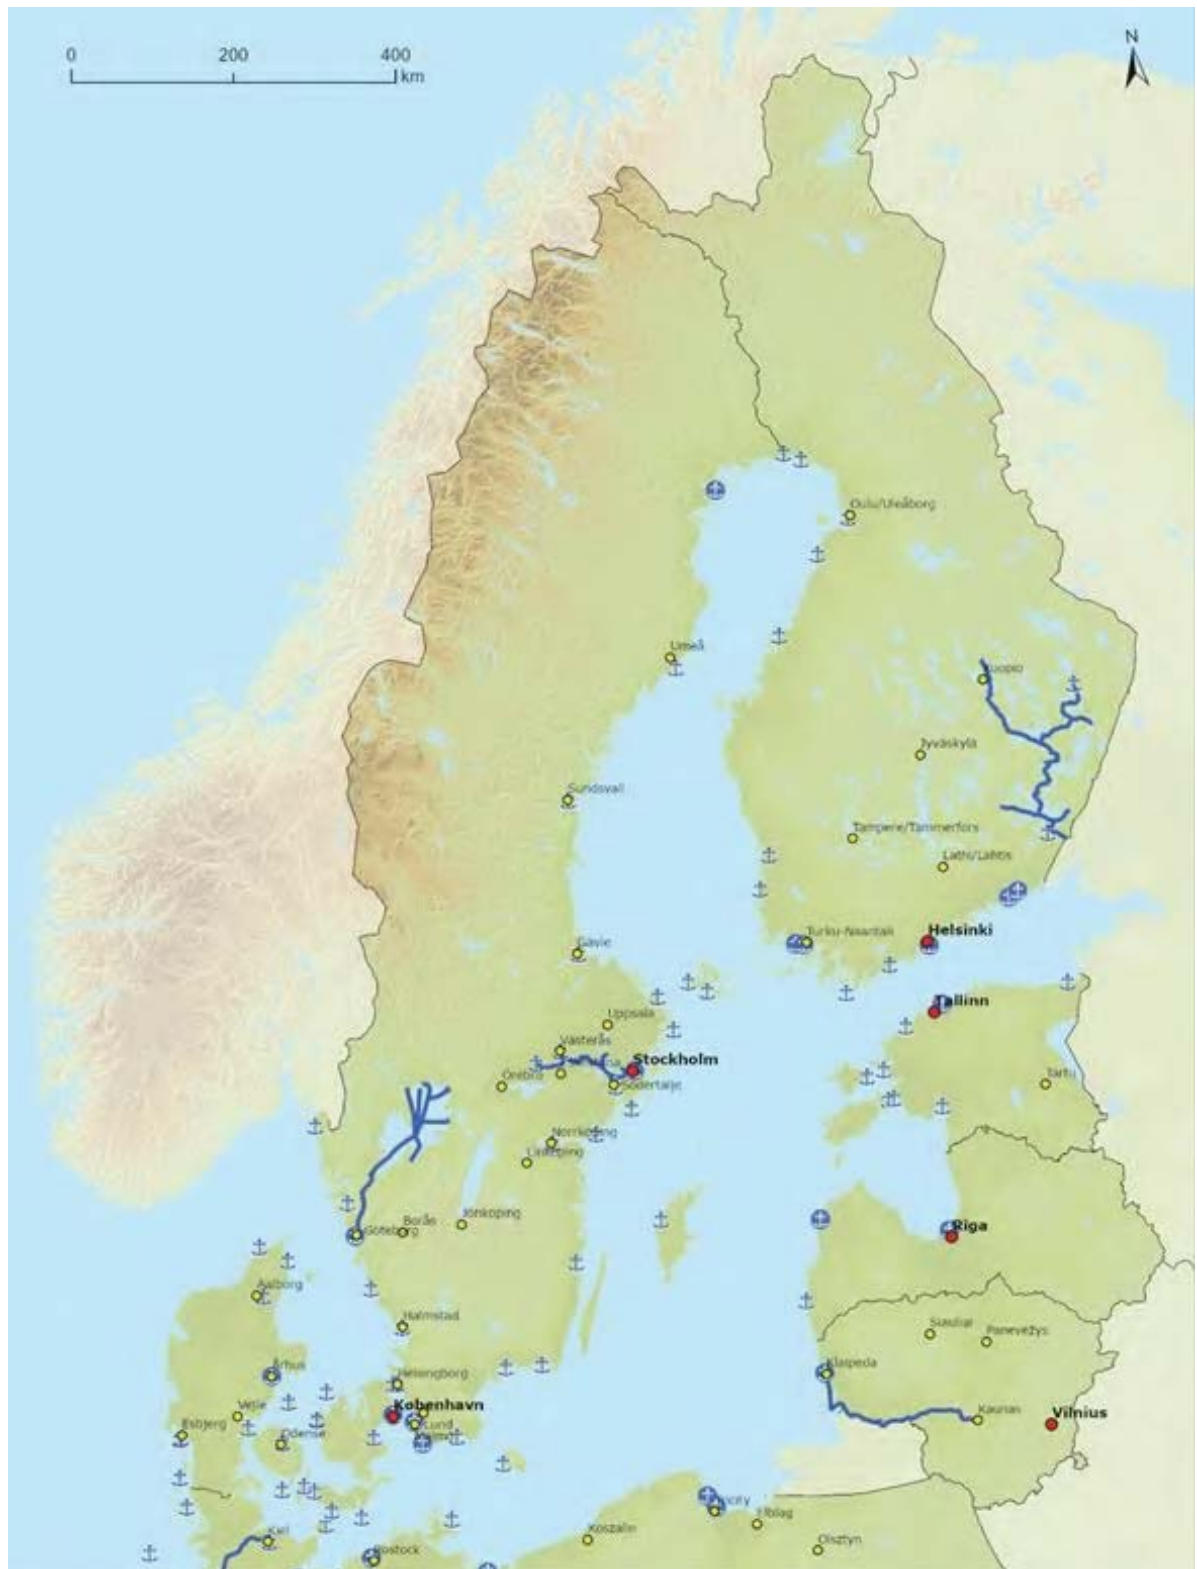 0 200 400
km
N
Oulu/Uleåborg
Umeå
Kuopio
Jyväskylä
Sundsvall
Tampere/Tammerfors
Lathi/Lahtis
Turku-Naantali
Helsinki
Gävle
Tallinn
Uppsala
Västerås
Stockholm
Örebro
Södertälje
Tartu
Norrköping
Linköping
Jönköping
Borås
Göteborg
Riga
Aalborg
Halmstad
Siauliai
Panevežys
Århus
Helsingborg
Klaipeda
København
Vejle
Lund
Kaunas
Vilnius
Esbjerg
Odense
Koszalin
Elblag
Kiel
Olsztyn
Rostock